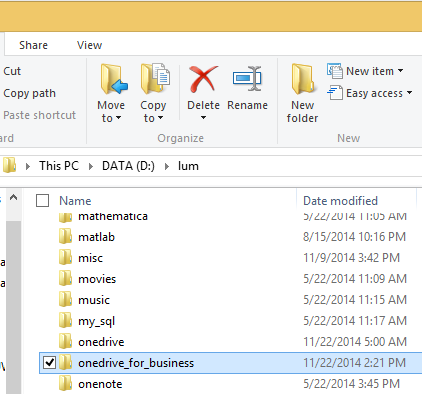 Share View
Cut
Copy path
Paste shortcut
Move to
Copy to
Delete
Rename
New folder
New item
Easy access
ard
Organize
New
This PC DATA (D:) lum
Name Date modified
mathematica 5/22/2014 11:05 AM
matlab 8/15/2014 10:16 PM
misc 11/9/2014 3:42 PM
movies 5/22/2014 11:09 AM
music 5/22/2014 11:15 AM
my_sql 5/22/2014 11:17 AM
onedrive 11/22/2014 5:00 AM
onedrive_for_business 11/22/2014 2:21 PM
onenote 5/22/2014 3:45 PM